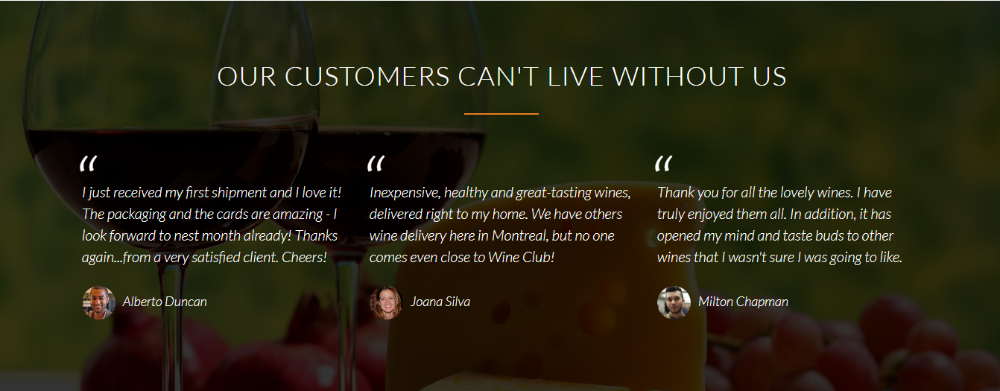 OUR CUSTOMERS CAN'T LIVE WITHOUT US
“
I just received my first shipment and I love it!
The packaging and the cards are amazing - I
look forward to nest month already! Thanks
again...from a very satisfied client. Cheers!
Alberto Duncan
“
Inexpensive, healthy and great-tasting wines,
delivered right to my home. We have others
wine delivery here in Montreal, but no one
comes even close to Wine Club!
Joana Silva
“
Thank you for all the lovely wines. I have
truly enjoyed them all. In addition, it has
opened my mind and taste buds to other
wines that I wasn't sure I was going to like.
Milton Chapman